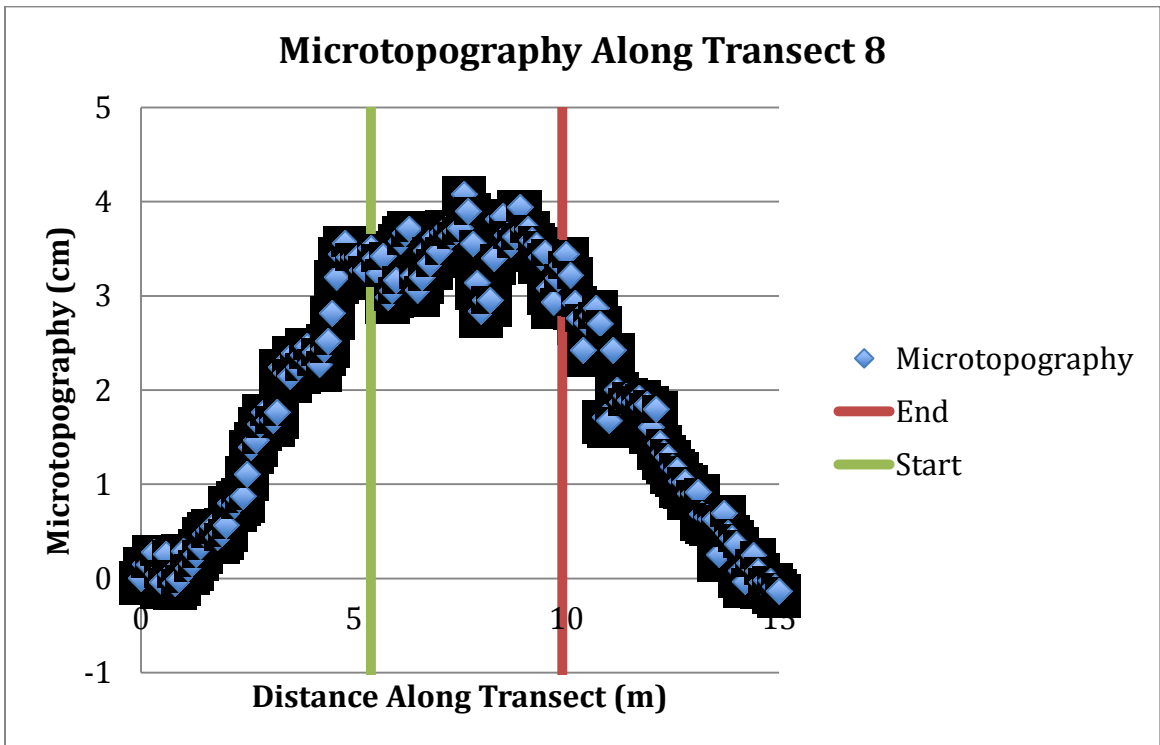 Microtopography Along Transect 8
5
4
3
2
1
0
-1
Microtopography (cm)
0 5 10 15
Distance Along Transect (m)
Microtopography
End
Start